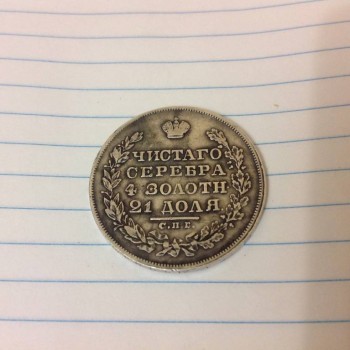 ЧИСТАГО
СЕРЕБРА
4 ЗОЛОТН
21 ДОЛЯ
С.П.Б.